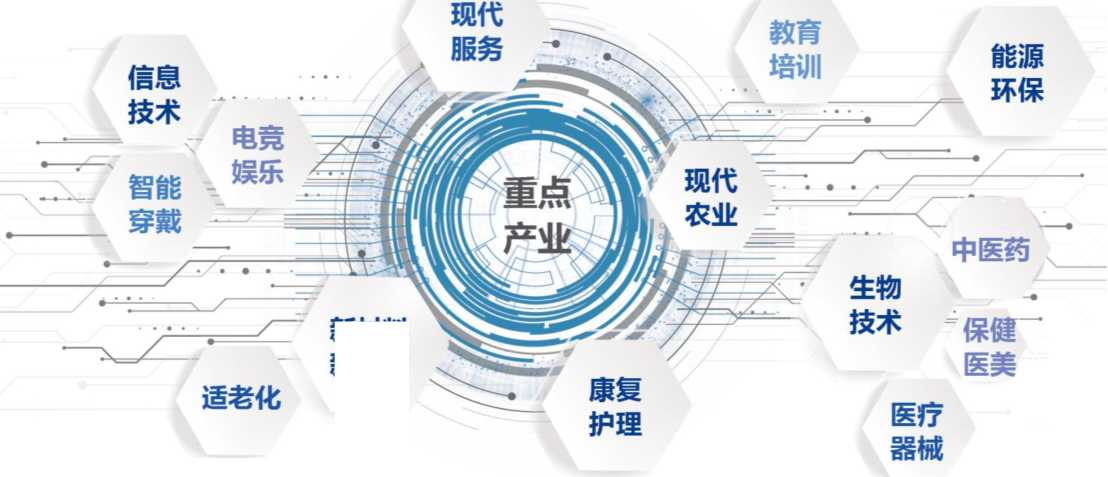 现代
服务
教育
培训
能源
环保
信息
技术
电竞
娱乐
智能
穿戴
重点
产业
现代
农业
中医药
生物
技术
保健
医美
适老化
康复
护理
医疗
器械